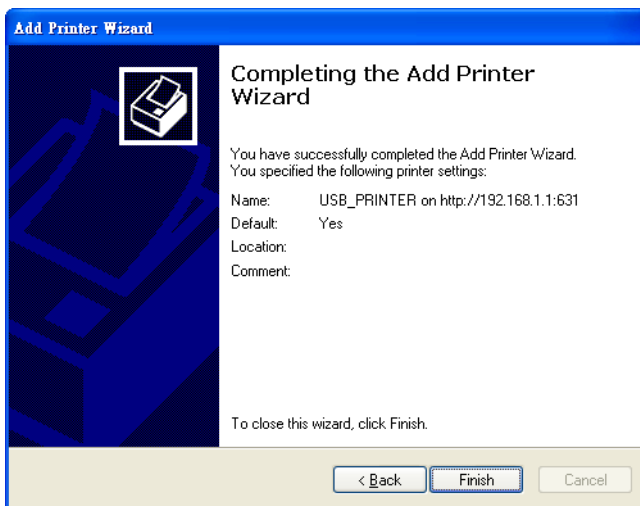 Add Printer Wizard
Completing the Add Printer
Wizard
You have successfully completed the Add Printer Wizard.
You specified the following printer settings:
Name: USB_PRINTER on http://192.168.1.1:631
Default: Yes
Location:
Comment:
To close this wizard, click Finish.
< Back Finish Cancel